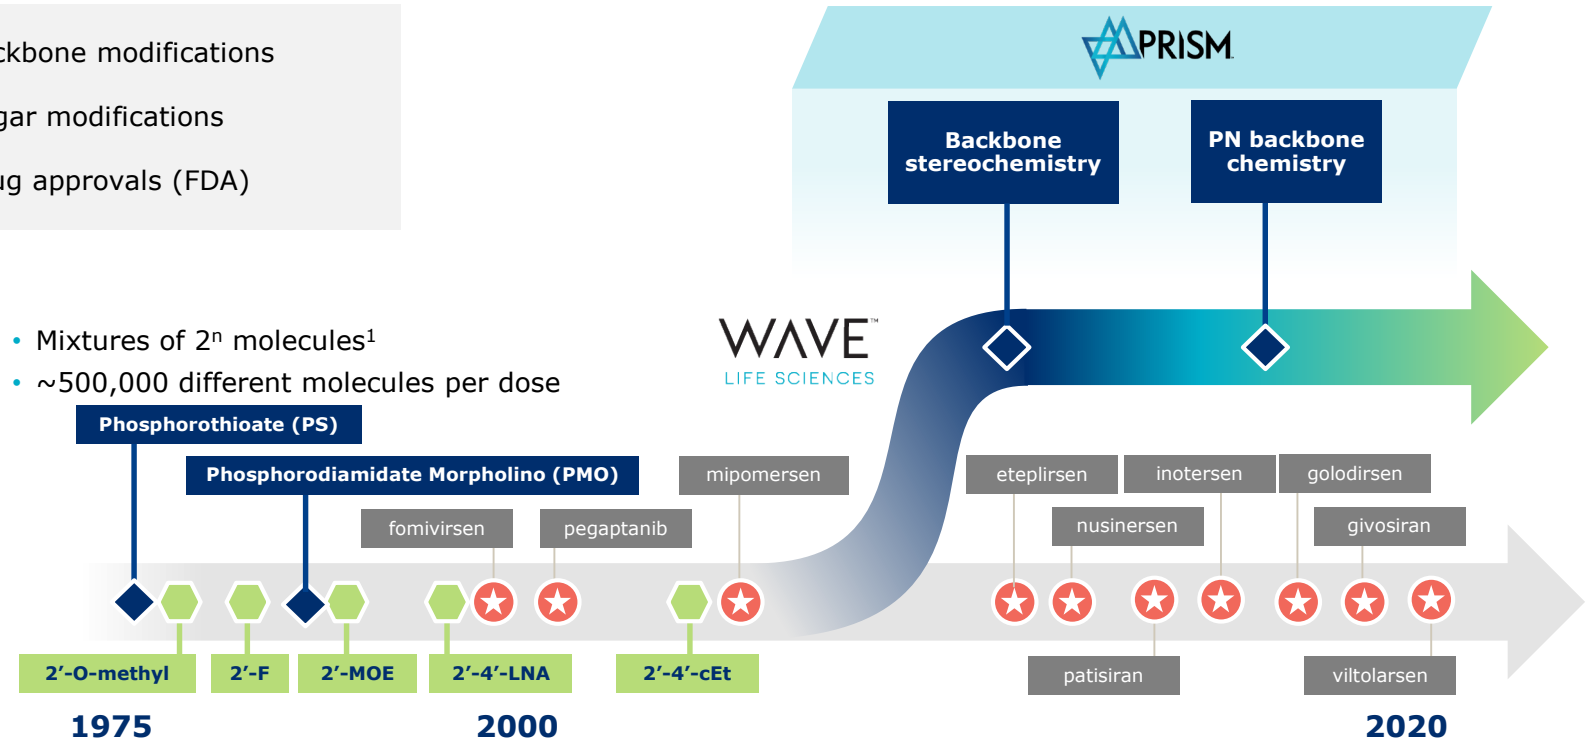 ckbone modifications
gar modifications
ug approvals (FDA)
PRISM™
Backbone
stereochemistry
PN backbone
chemistry
• Mixtures of 2ⁿ molecules¹
• ~500,000 different molecules per dose
WAVE™
LIFE SCIENCES
Phosphorothioate (PS)
Phosphorodiamidate Morpholino (PMO)
mipomersen
eteplirsen
inotersen
golodirsen
fomivirsen
pegaptanib
nusinersen
givosiran
2′-O-methyl
2′-F
2′-MOE
2′-4′-LNA
2′-4′-cEt
patisiran
viltolarsen
1975
2000
2020